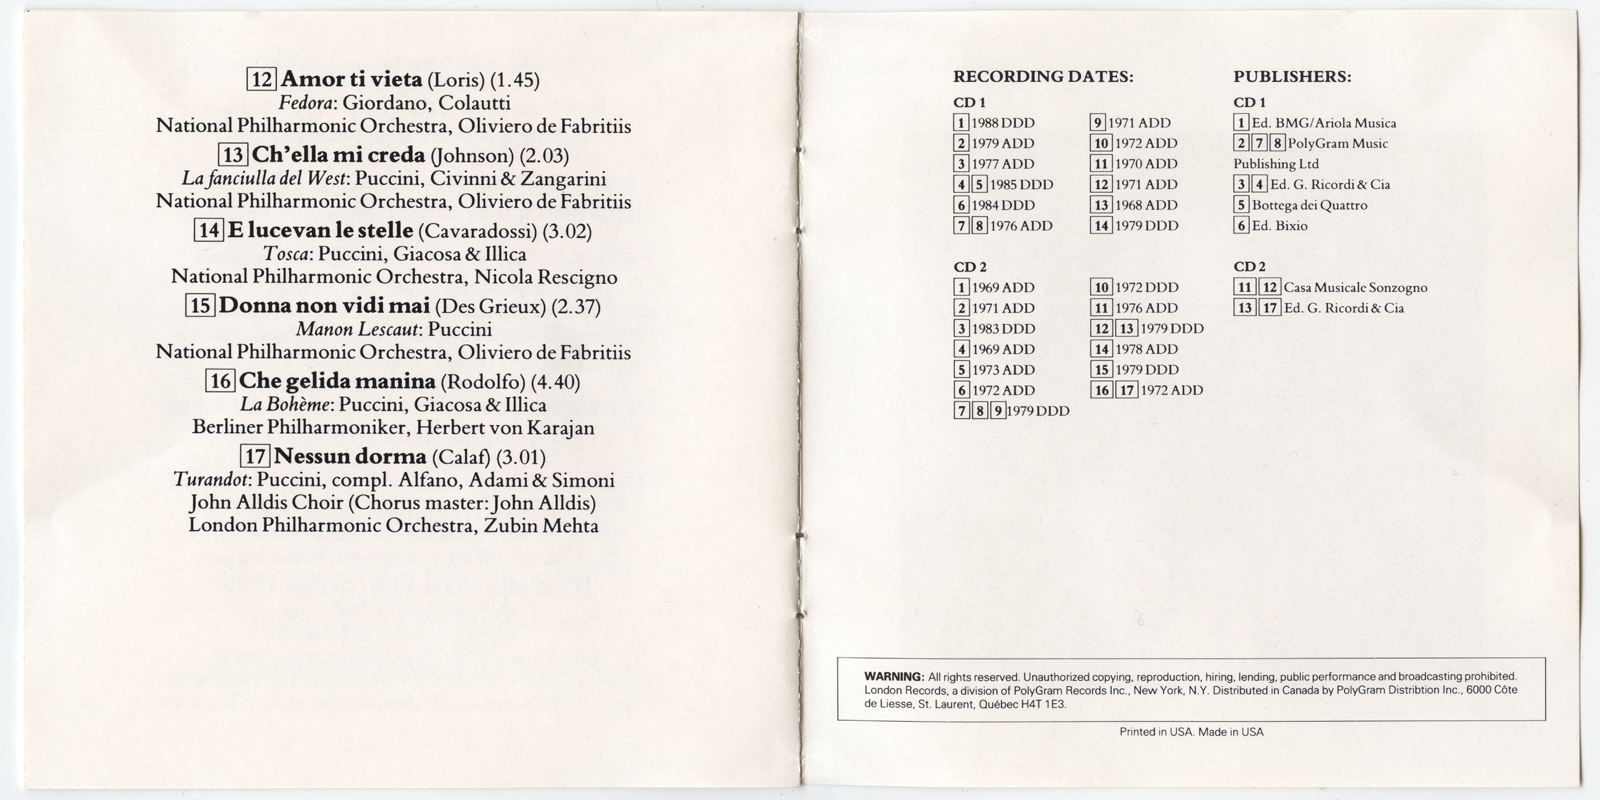 12 Amor ti vieta (Loris) (1.45)
Fedora: Giordano, Colautti
National Philharmonic Orchestra, Oliviero de Fabritiis
13 Ch'ella mi creda (Johnson) (2.03)
La fanciulla del West: Puccini, Civinni & Zangarini
National Philharmonic Orchestra, Oliviero de Fabritiis
14 E lucevan le stelle (Cavaradossi) (3.02)
Tosca: Puccini, Giacosa & Illica
National Philharmonic Orchestra, Nicola Rescigno
15 Donna non vidi mai (Des Grieux) (2.37)
Manon Lescaut: Puccini
National Philharmonic Orchestra, Oliviero de Fabritiis
16 Che gelida manina (Rodolfo) (4.40)
La Bohème: Puccini, Giacosa & Illica
Berliner Philharmoniker, Herbert von Karajan
17 Nessun dorma (Calaf) (3.01)
Turandot: Puccini, compl. Alfano, Adami & Simoni
John Alldis Choir (Chorus master: John Alldis)
London Philharmonic Orchestra, Zubin Mehta
RECORDING DATES:
CD 1
1 1988 DDD
2 1979 ADD
3 1977 ADD
4 5 1985 DDD
6 1984 DDD
7 8 1976 ADD
9 1971 ADD
10 1972 ADD
11 1970 ADD
12 1971 ADD
13 1968 ADD
14 1979 DDD
CD 2
1 1969 ADD
2 1971 ADD
3 1983 DDD
4 1969 ADD
5 1973 ADD
6 1972 ADD
7 8 9 1979 DDD
10 1972 DDD
11 1976 ADD
12 13 1979 DDD
14 1978 ADD
15 1979 DDD
16 17 1972 ADD
PUBLISHERS:
CD 1
1 Ed. BMG/Ariola Musica
2 7 8 PolyGram Music
Publishing Ltd
3 4 Ed. G. Ricordi & Cia
5 Bottega dei Quattro
6 Ed. Bixio
CD 2
11 12 Casa Musicale Sonzogno
13 17 Ed. G. Ricordi & Cia
WARNING: All rights reserved. Unauthorized copying, reproduction, hiring, lending, public performance and broadcasting prohibited.
London Records, a division of PolyGram Records Inc., New York, N.Y. Distributed in Canada by PolyGram Distribtion Inc., 6000 Côte
de Liesse, St. Laurent, Québec H4T 1E3.
Printed in USA. Made in USA